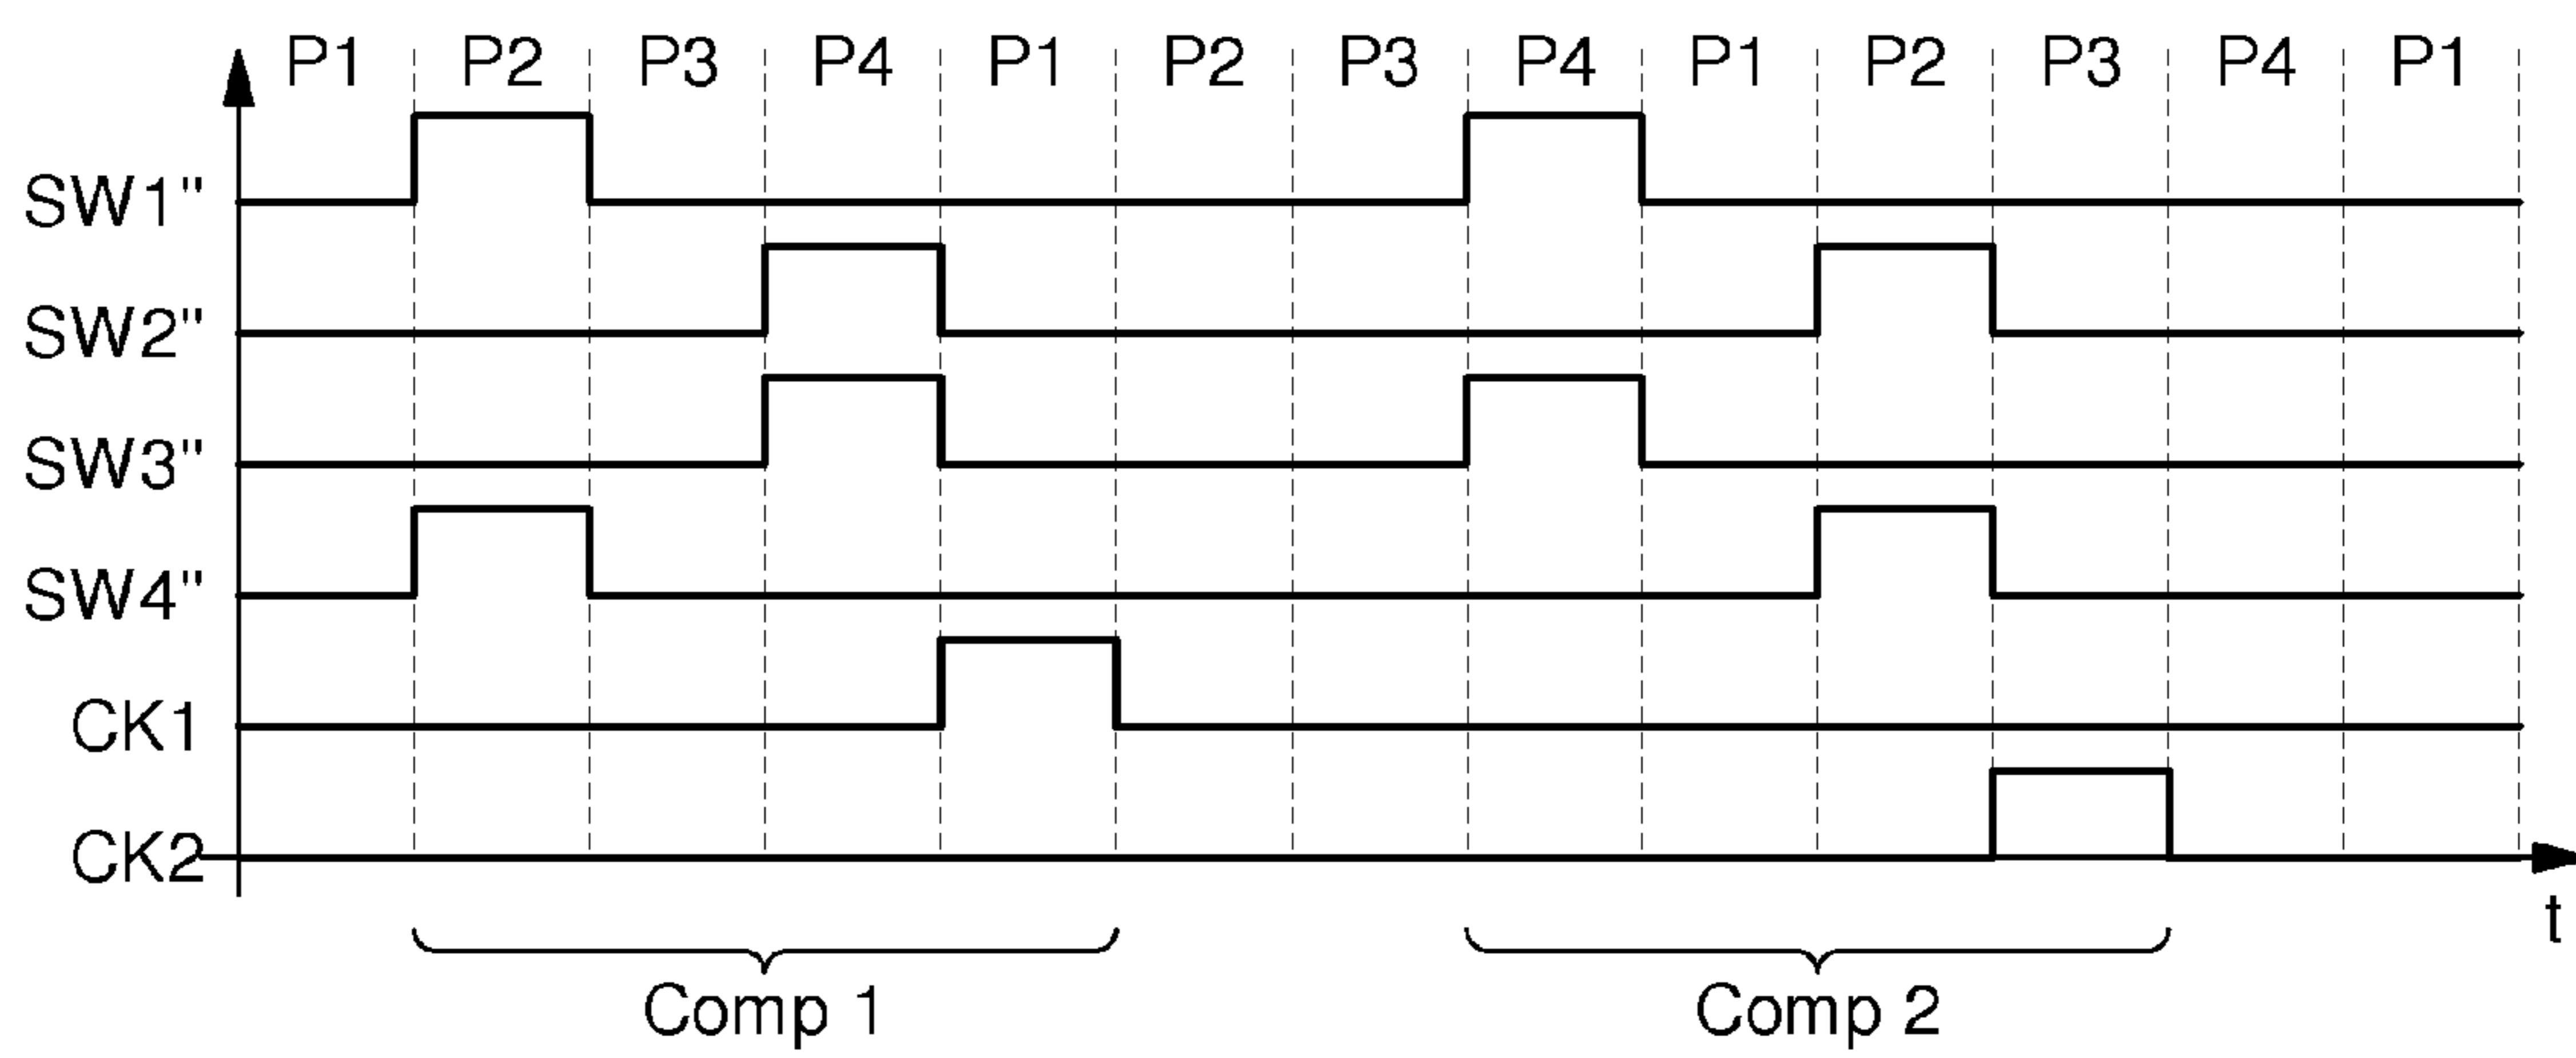 P1 P2 P3 P4 P1 P2 P3 P4 P1 P2 P3 P4 P1
SW1"
SW2"
SW3"
SW4"
CK1
CK2
t
Comp 1 Comp 2